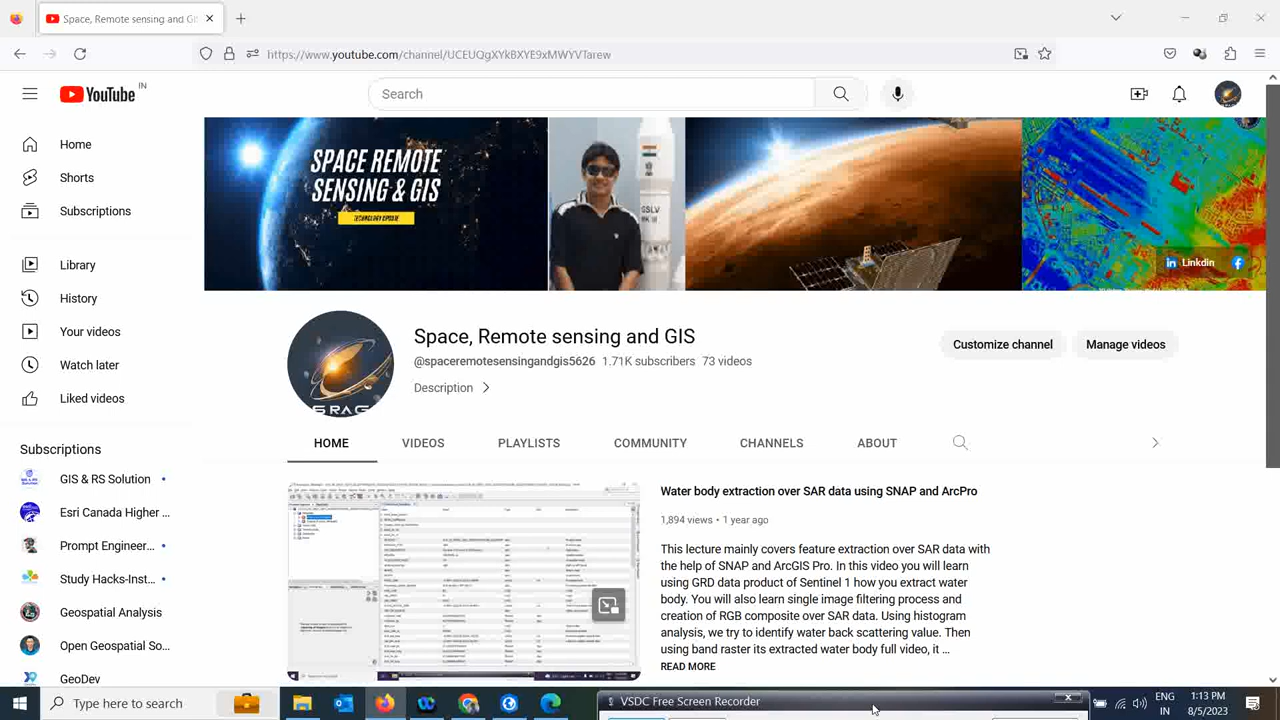 Space, Remote sensing and GI
https://www.youtube.com/channel/UCEUQgXYkBXYE9xMWYVTarew
YouTube IN
Search
Home
Shorts
Subscriptions
Library
History
Your videos
Watch later
Liked videos
Subscriptions
GIS & RS Solution
Esri Canada Higher ...
Prompt Engineer...
Geospatial Analysis
Open Geospatial ...
GeoDev
SPACE REMOTE
SENSING & GIS
TECHNOLOGY UPDATE
GSLV
in Linkdin
SRAG
Space, Remote sensing and GIS
@spaceremotesensingandgis5626 1.71K subscribers 73 videos
Description
Customize channel
Manage videos
HOME
VIDEOS
PLAYLISTS
COMMUNITY
CHANNELS
ABOUT
Water body extraction over SAR data using SNAP and ArcPro
1,894 views • 1 year ago
This lecture mainly covers feature extraction over SAR data with
the help of SNAP and ArcGIS Pro. In this video you will learn
using GRD data product of Sentinel 1 how you extract water
body. You will also learn single image filtering process and
creation of RGB composite over SAR data. Using histogram
analysis, we try to identify water back scattering value. Then
using band raster its extracted water body full video, it ...
READ MORE
Type here to search
VSDC Free Screen Recorder
ENG
IN
1:13 PM
8/5/2023